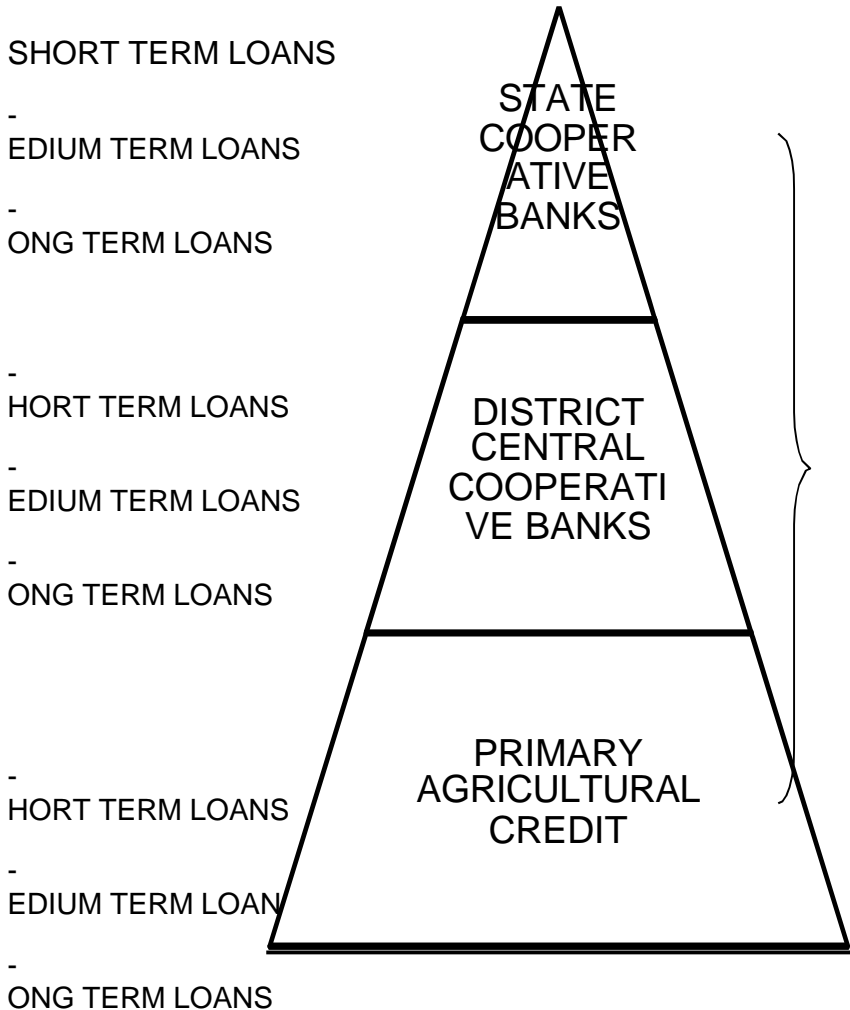 SHORT TERM LOANS
-
EDIUM TERM LOANS
-
ONG TERM LOANS
STATE
COOPER
ATIVE
BANKS
-
HORT TERM LOANS
-
EDIUM TERM LOANS
-
ONG TERM LOANS
DISTRICT
CENTRAL
COOPERATI
VE BANKS
-
HORT TERM LOANS
-
EDIUM TERM LOAN
-
ONG TERM LOANS
PRIMARY
AGRICULTURAL
CREDIT